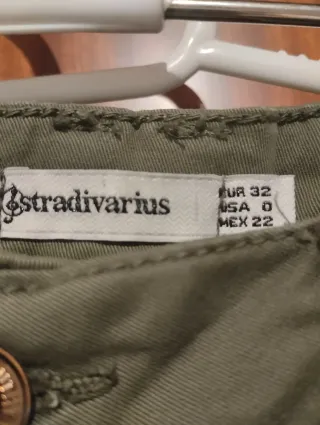 stradivarius
EUR 32
USA 0
MEX 22